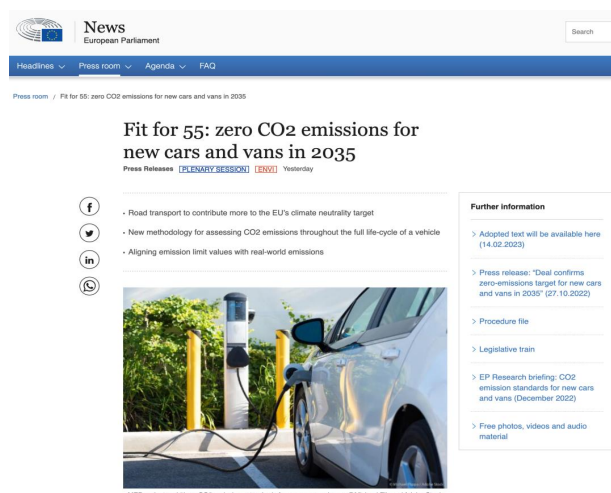 News
European Parliament
Search
Headlines
Press room
Agenda
FAQ
Press room / Fit for 55: zero CO2 emissions for new cars and vans in 2035
Fit for 55: zero CO2 emissions for
new cars and vans in 2035
Press Releases PLENARY SESSION ENVI Yesterday
• Road transport to contribute more to the EU's climate neutrality target
• New methodology for assessing CO2 emissions throughout the full life-cycle of a vehicle
• Aligning emission limit values with real-world emissions
Further information
> Adopted text will be available here
(14.02.2023)
> Press release: “Deal confirms
zero-emissions target for new cars
and vans in 2035” (27.10.2022)
> Procedure file
> Legislative train
> EP Research briefing: CO2
emission standards for new cars
and vans (December 2022)
> Free photos, videos and audio
material